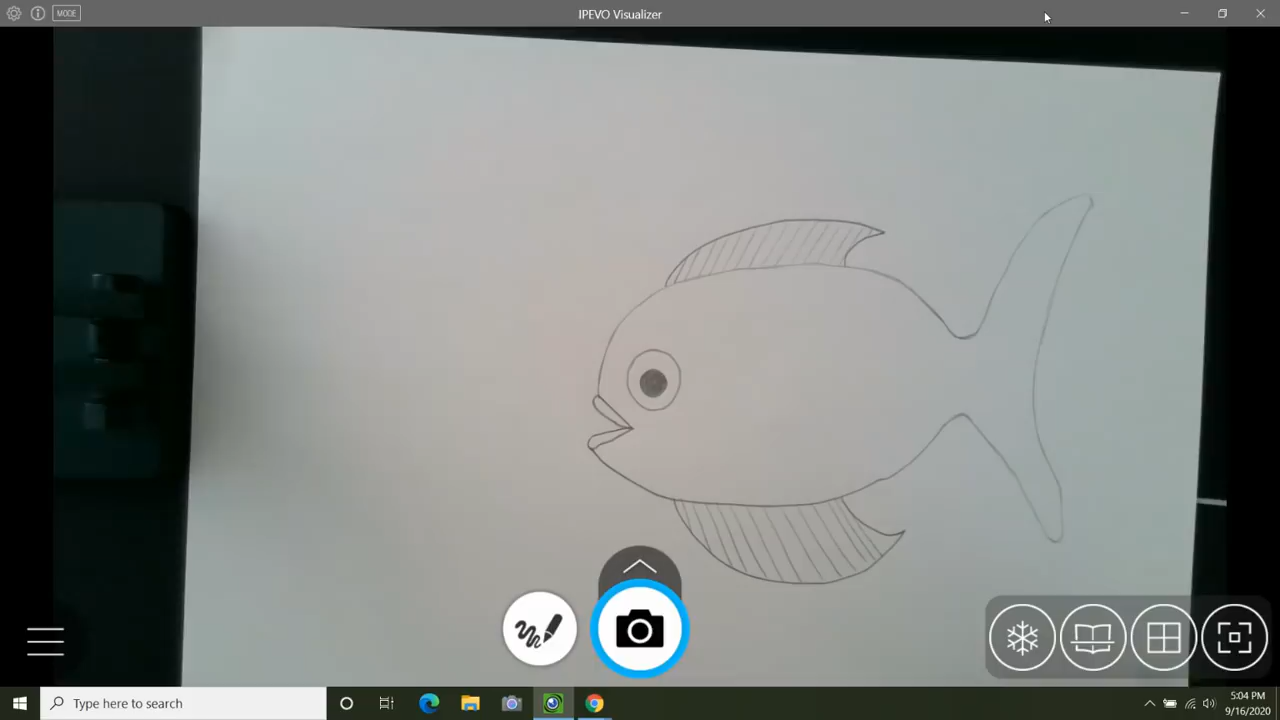 MODE
IPEVO Visualizer
Type here to search
5:04 PM
9/16/2020